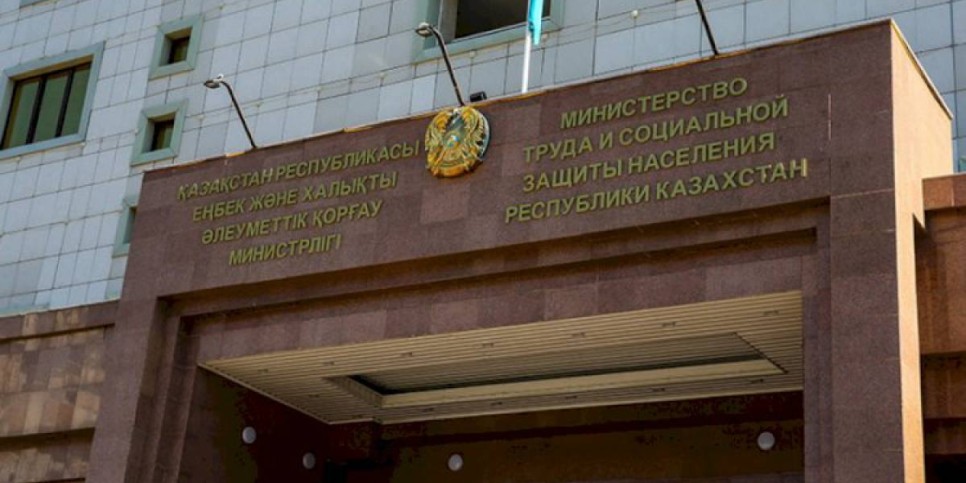 ҚАЗАҚСТАН РЕСПУБЛИКАСЫ
ЕҢБЕК ЖӘНЕ ХАЛЫҚТЫ
ӘЛЕУМЕТТІК ҚОРҒАУ
МИНИСТРЛІГІ
МИНИСТЕРСТВО
ТРУДА И СОЦИАЛЬНОЙ
ЗАЩИТЫ НАСЕЛЕНИЯ
РЕСПУБЛИКИ КАЗАХСТАН